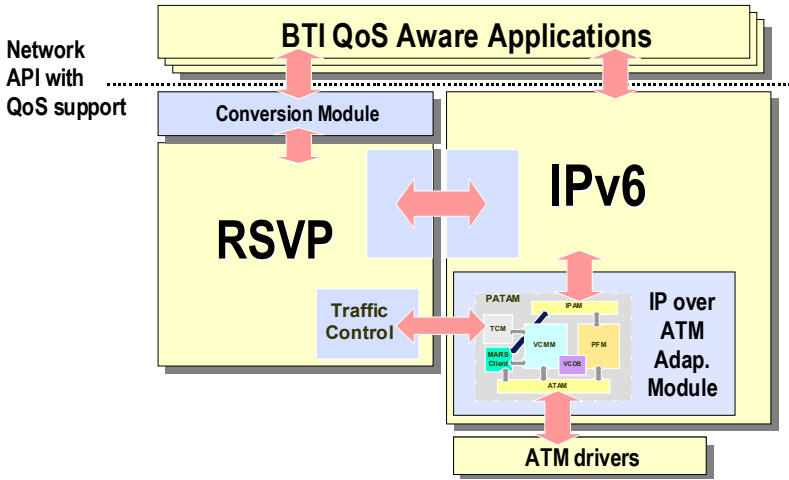 BTI QoS Aware Applications
Network
API with
QoS support
Conversion Module
IPv6
RSVP
Traffic
Control
PATAM
IPAM
TCM
VCMM
PFM
MARS
Client
VCDB
ATAM
IP over
ATM
Adap.
Module
ATM drivers